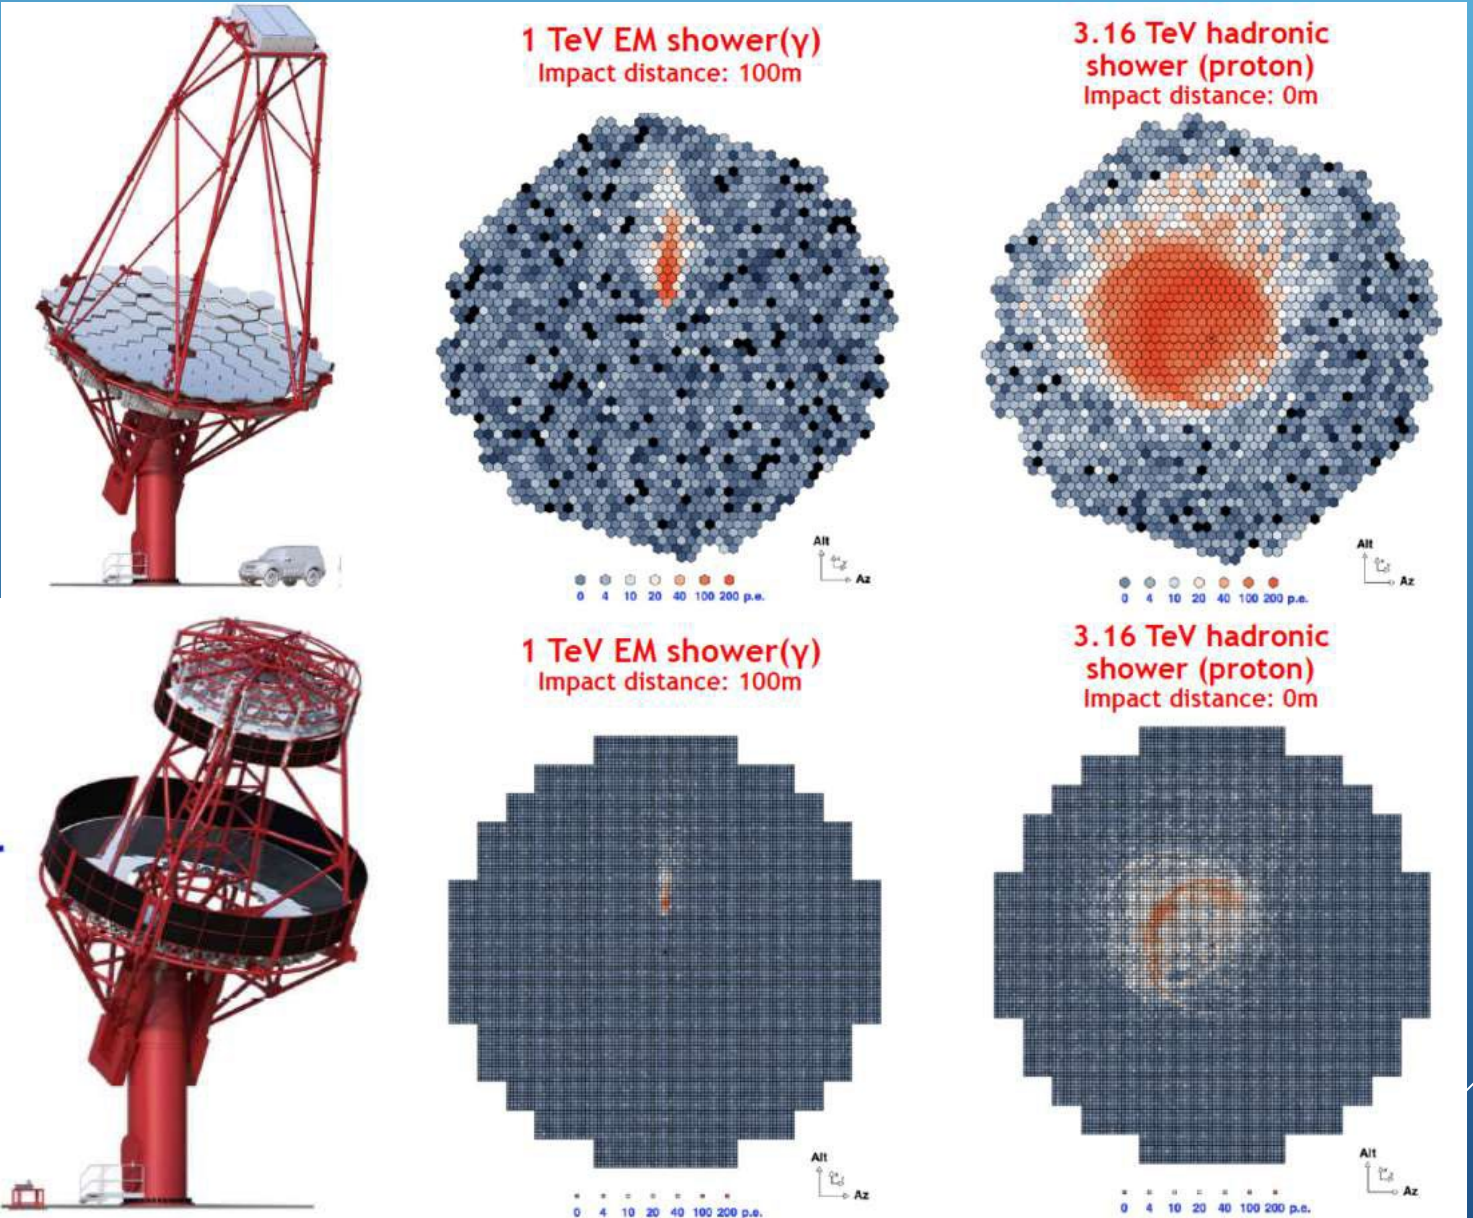 1 TeV EM shower(γ)
Impact distance: 100m
3.16 TeV hadronic
shower (proton)
Impact distance: 0m
Alt
Az
0 4 10 20 40 100 200 p.e.
Alt
Az
0 4 10 20 40 100 200 p.e.
1 TeV EM shower(γ)
Impact distance: 100m
3.16 TeV hadronic
shower (proton)
Impact distance: 0m
Alt
Az
0 4 10 20 40 100 200 p.e.
Alt
Az
0 4 10 20 40 100 200 p.e.